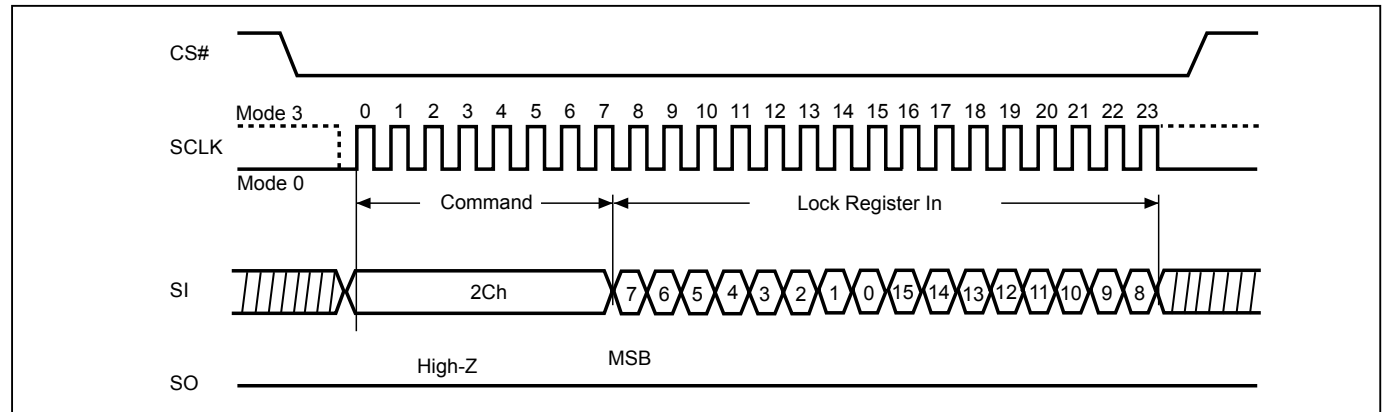 CS#
Mode 3 0 1 2 3 4 5 6 7 8 9 10 11 12 13 14 15 16 17 18 19 20 21 22 23
SCLK
Mode 0
Command Lock Register In
SI 2Ch 7 6 5 4 3 2 1 0 15 14 13 12 11 10 9 8
High-Z MSB
SO